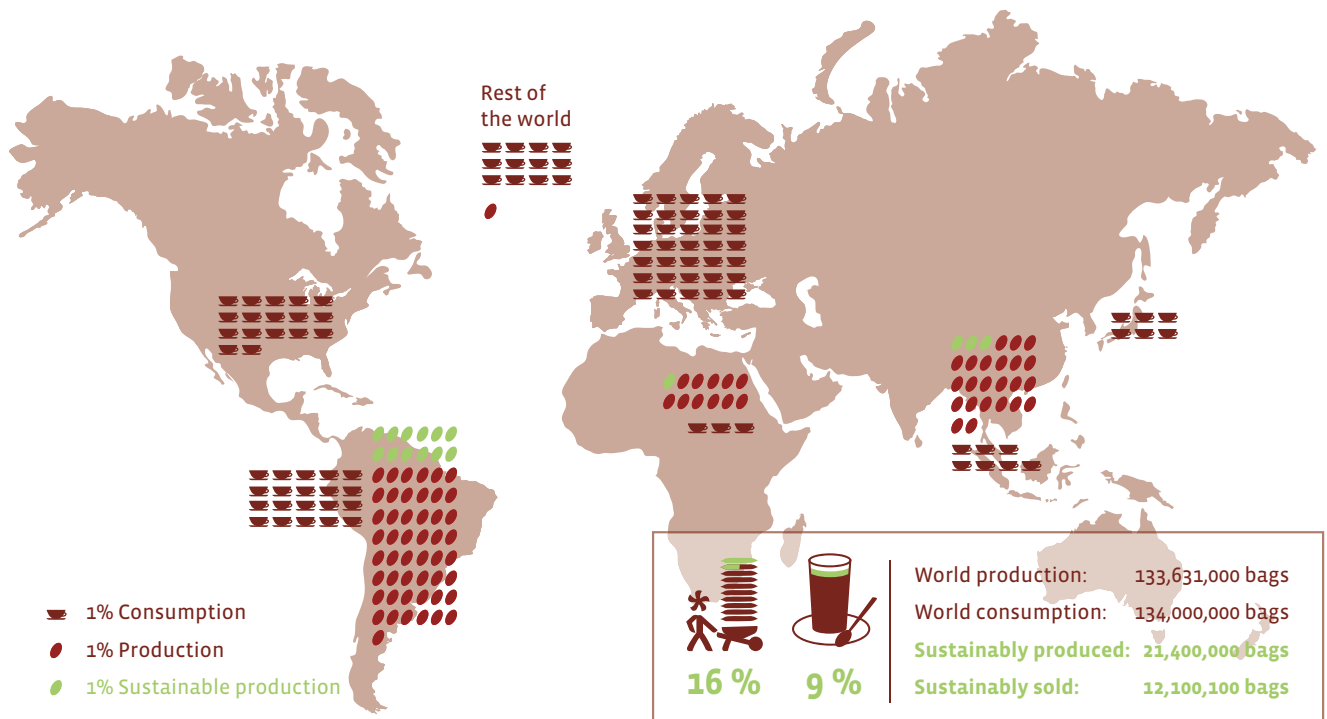 Rest of
the world
1% Consumption
1% Production
1% Sustainable production
16 %
9 %
World production: 133,631,000 bags
World consumption: 134,000,000 bags
Sustainably produced: 21,400,000 bags
Sustainably sold: 12,100,100 bags